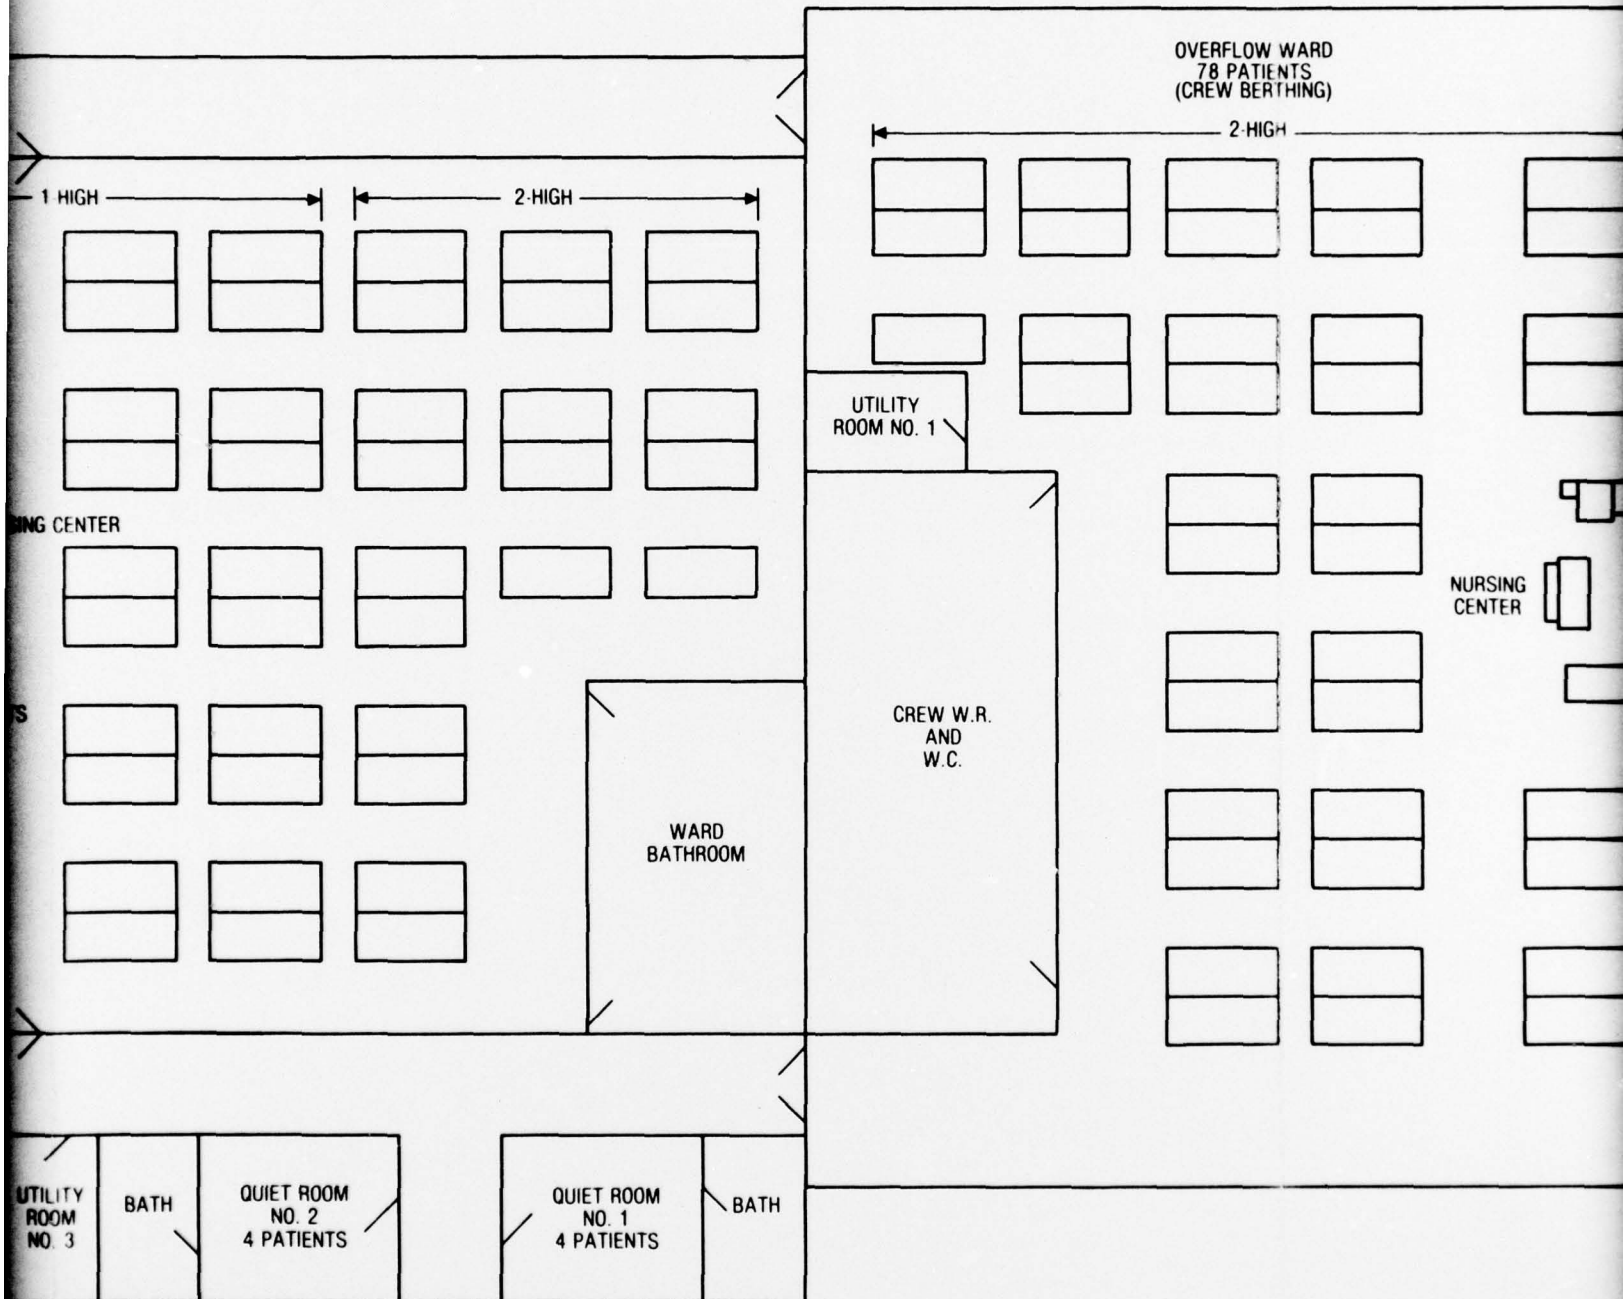 OVERFLOW WARD
78 PATIENTS
(CREW BERTHING)
2-HIGH
1 HIGH
2-HIGH
UTILITY
ROOM NO. 1
CENTER
NURSING
CENTER
CREW W.R.
AND
W.C.
WARD
BATHROOM
UTILITY
ROOM
NO. 3
BATH
QUIET ROOM
NO. 2
4 PATIENTS
QUIET ROOM
NO. 1
4 PATIENTS
BATH